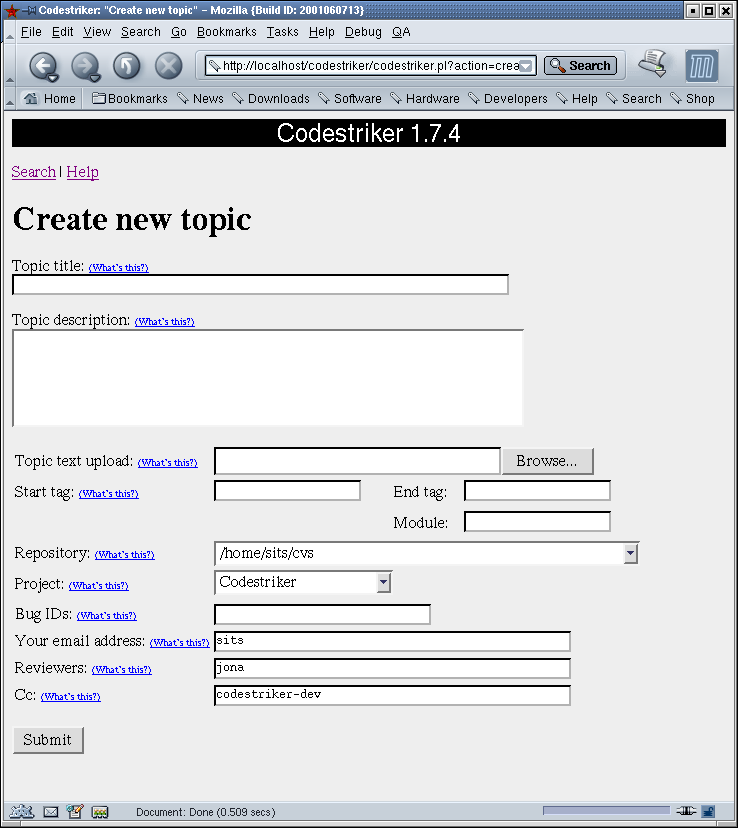 Codestriker: "Create new topic" - Mozilla {Build ID: 2001060713}
File Edit View Search Go Bookmarks Tasks Help Debug QA
http://localhost/codestriker/codestriker.pl?action=crea Search
Home Bookmarks News Downloads Software Hardware Developers Help Search Shop
Codestriker 1.7.4
Search | Help
Create new topic
Topic title: (What's this?)
Topic description: (What's this?)
Topic text upload: (What's this?) Browse...
Start tag: (What's this?) End tag:
Module:
Repository: (What's this?) /home/sits/cvs
Project: (What's this?) Codestriker
Bug IDs: (What's this?)
Your email address: (What's this?) sits
Reviewers: (What's this?) jona
Cc: (What's this?) codestriker-dev
Submit
Document: Done (0.509 secs)